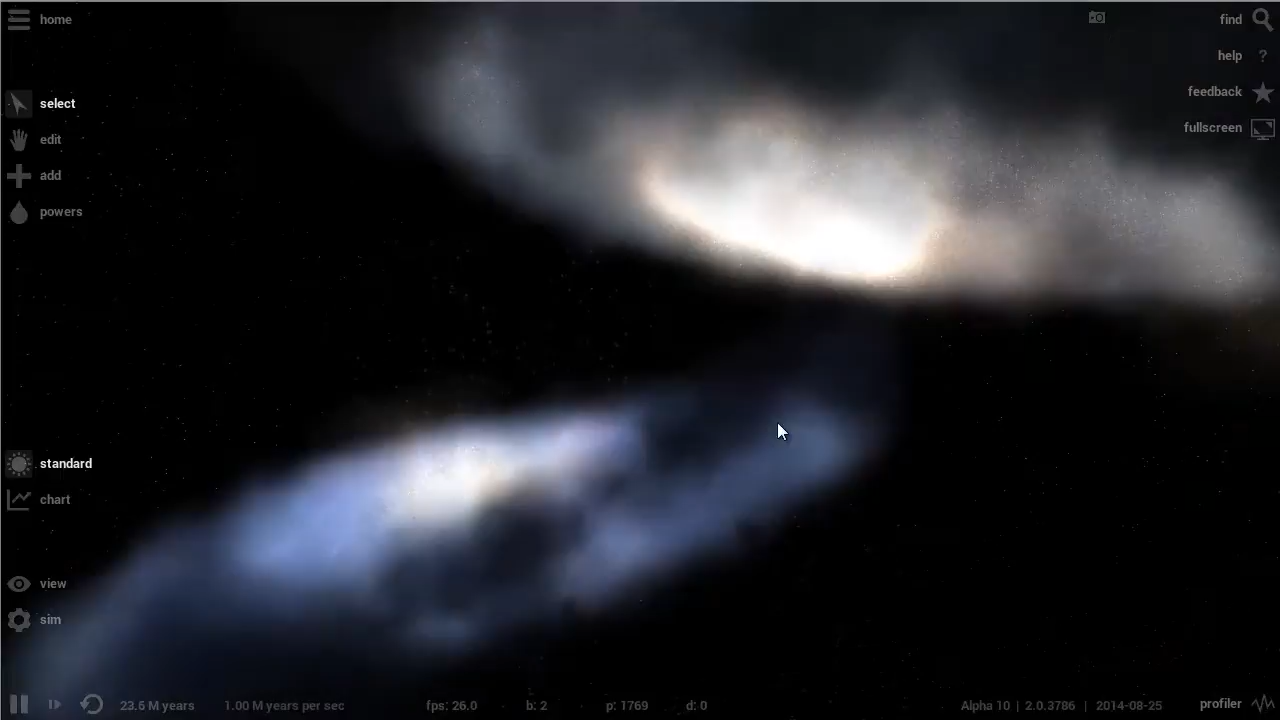 home
find
help
feedback
fullscreen
select
edit
add
powers
standard
chart
view
sim
23.5 M years 1.00 M years per sec fps: 26.0 b: 2 p: 1769 d: 0 Alpha 10 | 2.0.3786 | 2014-08-25 profiler